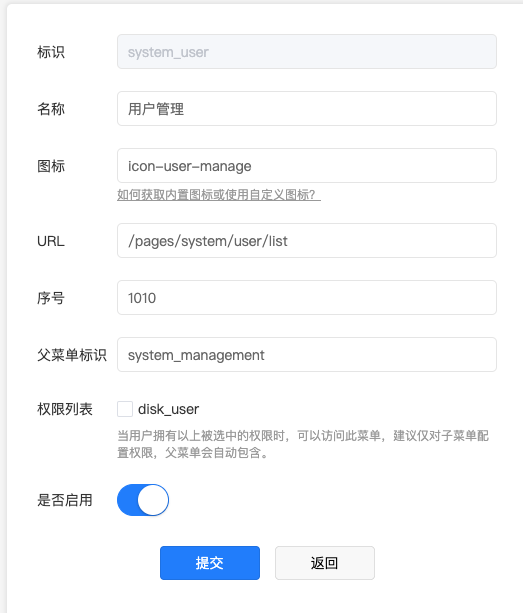 标识 system_user
名称 用户管理
图标 icon-user-manage
如何获取内置图标或使用自定义图标？
URL /pages/system/user/list
序号 1010
父菜单标识 system_management
权限列表 disk_user
当用户拥有以上被选中的权限时，可以访问此菜单，建议仅对子菜单配
置权限，父菜单会自动包含。
是否启用
提交 返回